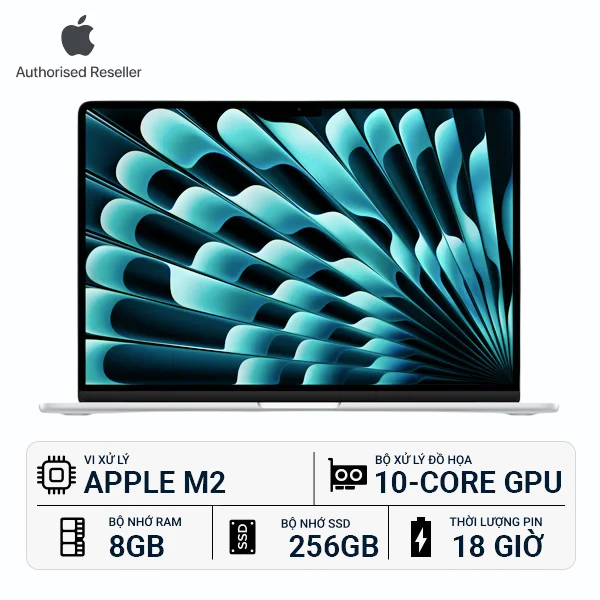 Authorised Reseller
VI XỬ LÝ
APPLE M2
BỘ XỬ LÝ ĐỒ HỌA
10-CORE GPU
BỘ NHỚ RAM
8GB
SSD
BỘ NHỚ SSD
256GB
THỜI LƯỢNG PIN
18 GIỜ